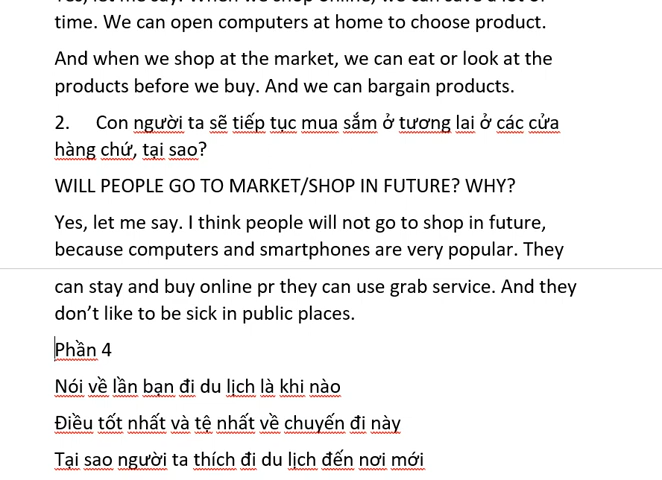 time. We can open computers at home to choose product.
And when we shop at the market, we can eat or look at the
products before we buy. And we can bargain products.
2. Con người ta sẽ tiếp tục mua sắm ở tương lai ở các cửa
hàng chứ, tại sao?
WILL PEOPLE GO TO MARKET/SHOP IN FUTURE? WHY?
Yes, let me say. I think people will not go to shop in future,
because computers and smartphones are very popular. They
can stay and buy online pr they can use grab service. And they
don’t like to be sick in public places.
Phần 4
Nói về lần bạn đi du lịch là khi nào
Điều tốt nhất và tệ nhất về chuyến đi này
Tại sao người ta thích đi du lịch đến nơi mới